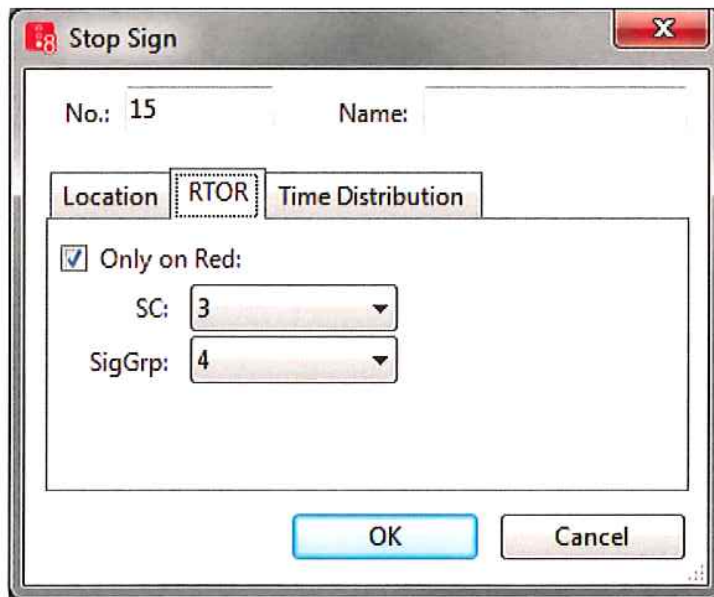 Stop Sign
No.: 15 Name:
Location RTOR Time Distribution
Only on Red:
SC: 3
SigGrp: 4
OK Cancel